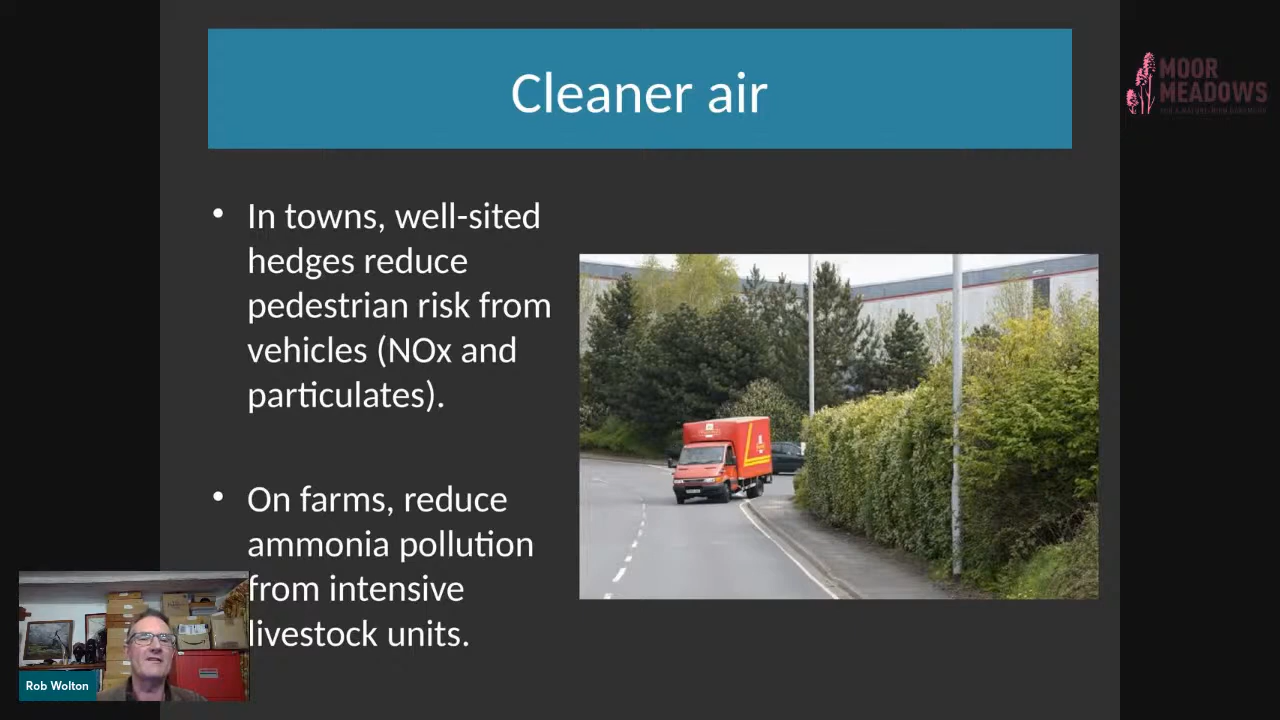 Cleaner air
MOOR
MEADOWS
• In towns, well-sited
hedges reduce
pedestrian risk from
vehicles (NOx and
particulates).
• On farms, reduce
ammonia pollution
from intensive
livestock units.
Rob Wolton